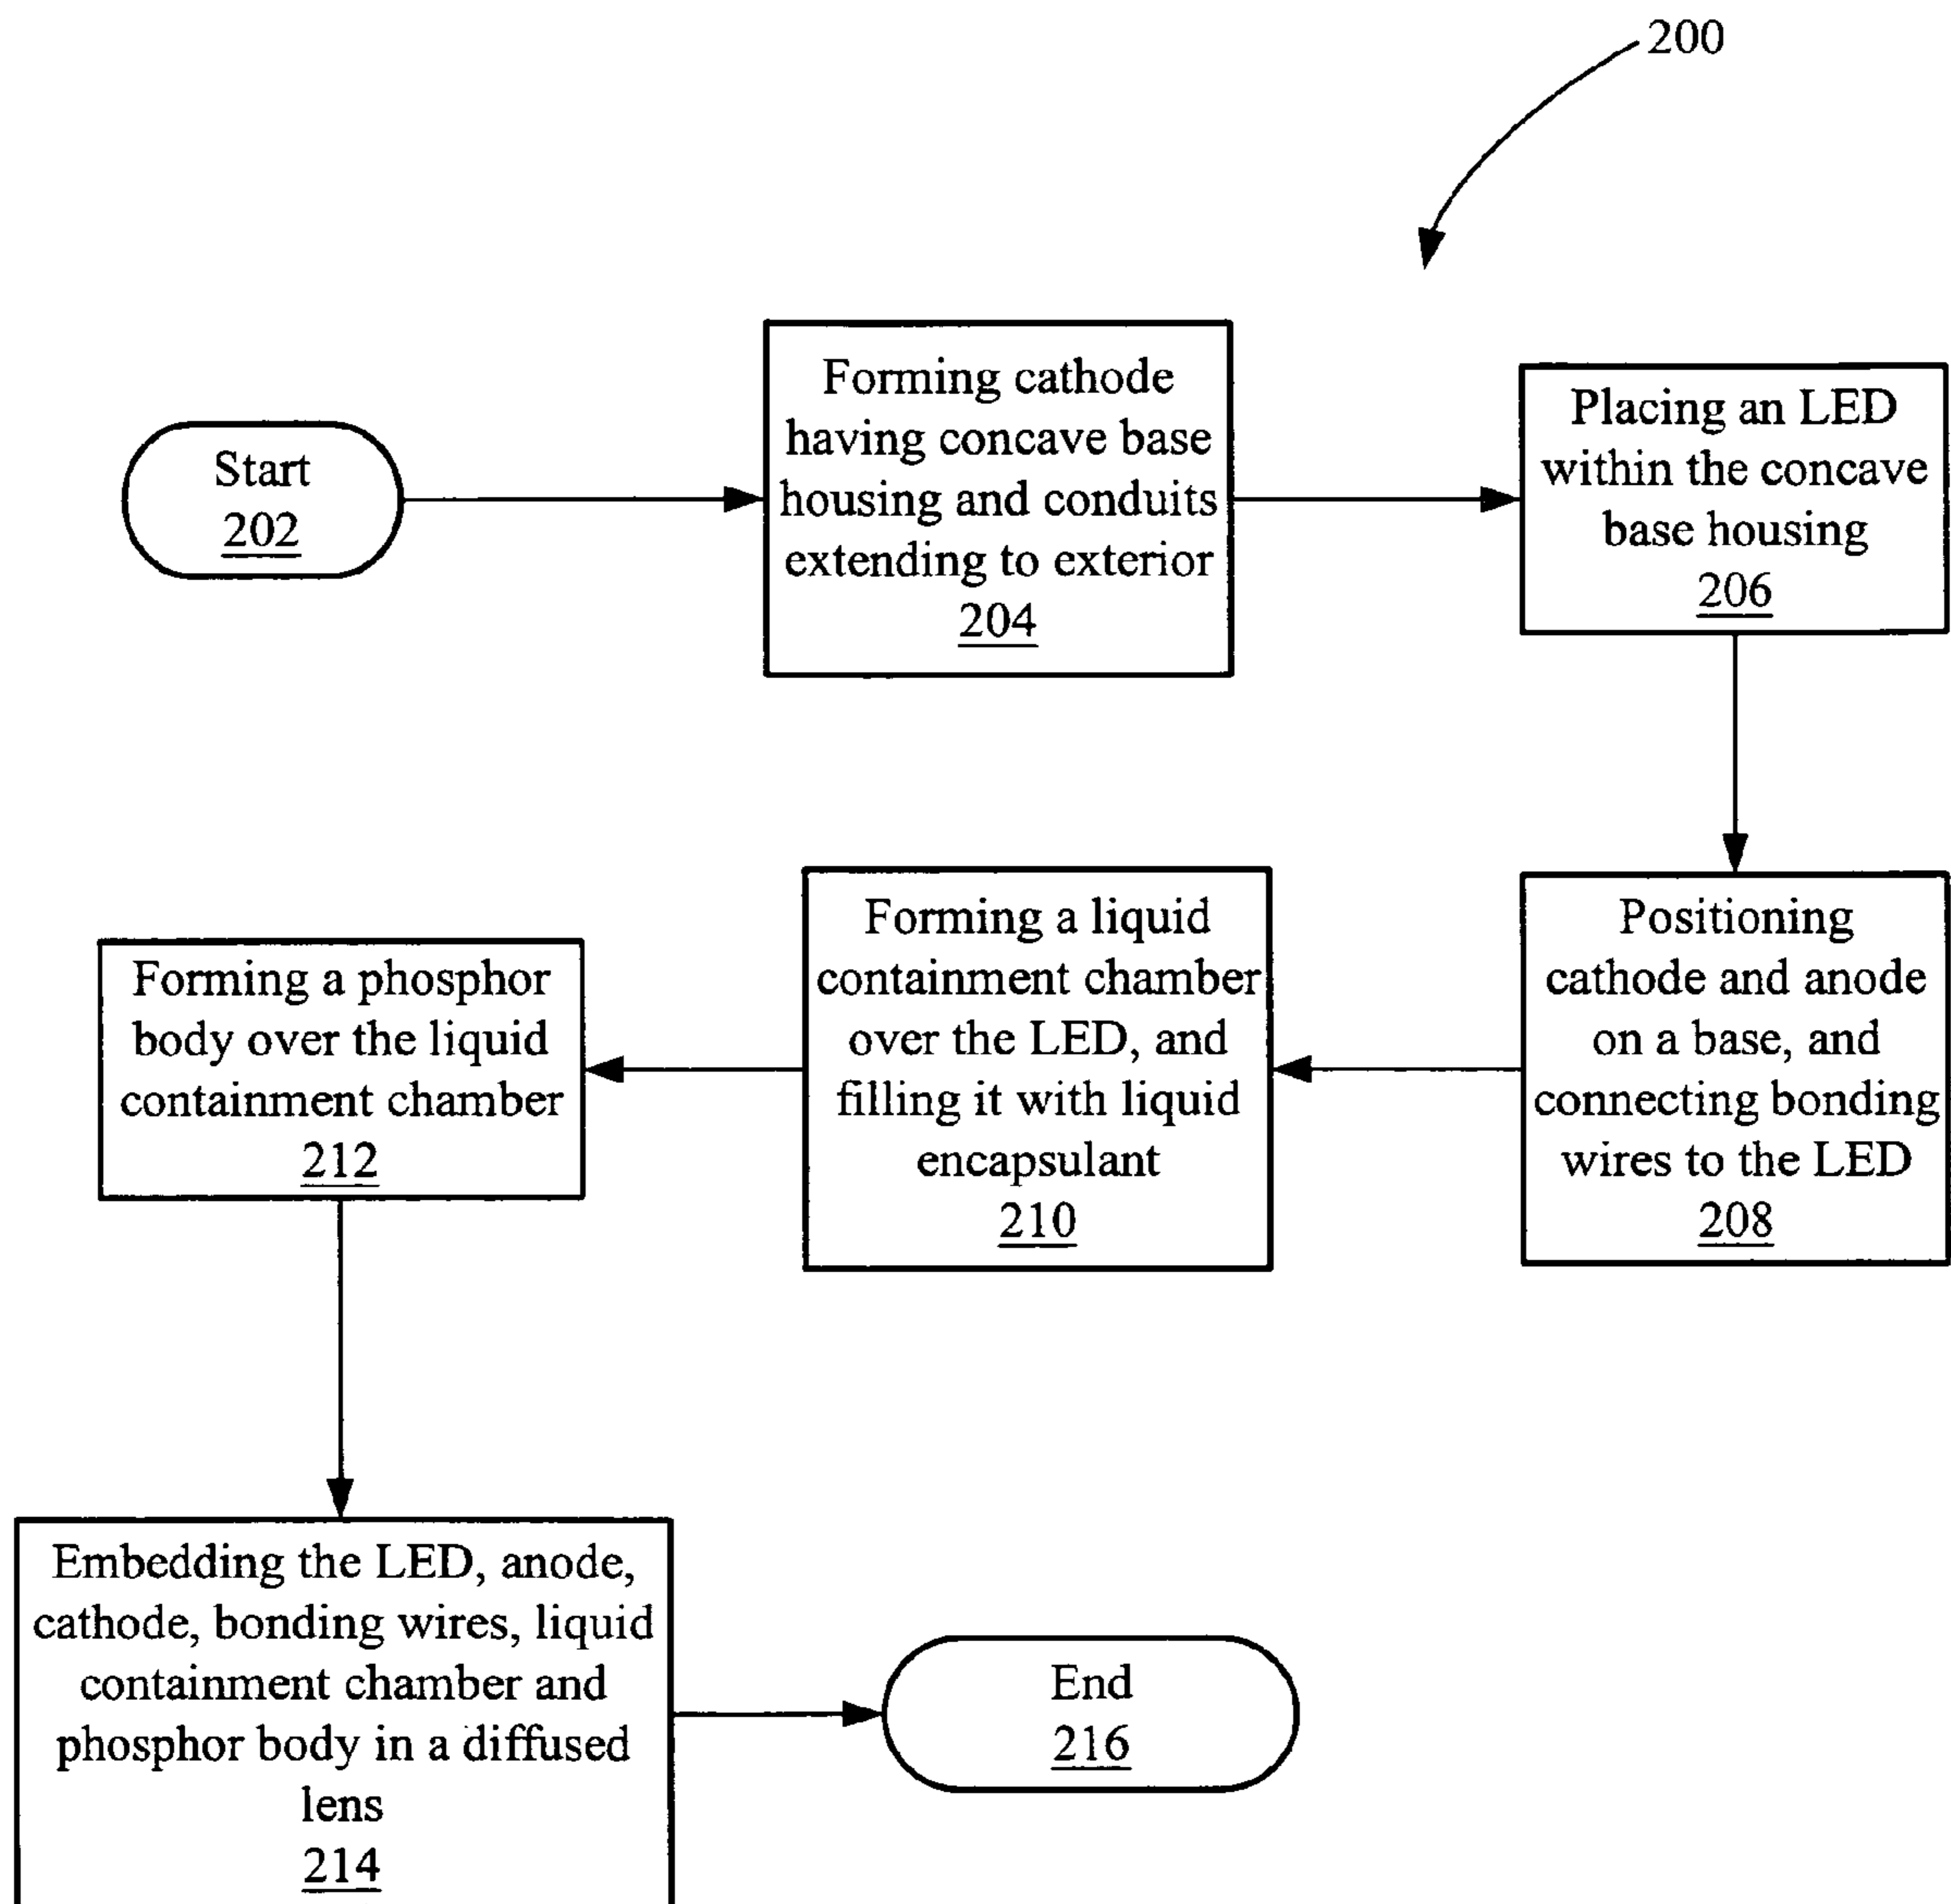 200
Start
202
Forming cathode
having concave base
housing and conduits
extending to exterior
204
Placing an LED
within the concave
base housing
206
Positioning
cathode and anode
on a base, and
connecting bonding
wires to the LED
208
Forming a liquid
containment chamber
over the LED, and
filling it with liquid
encapsulant
210
Forming a phosphor
body over the liquid
containment chamber
212
Embedding the LED, anode,
cathode, bonding wires, liquid
containment chamber and
phosphor body in a diffused
lens
214
End
216